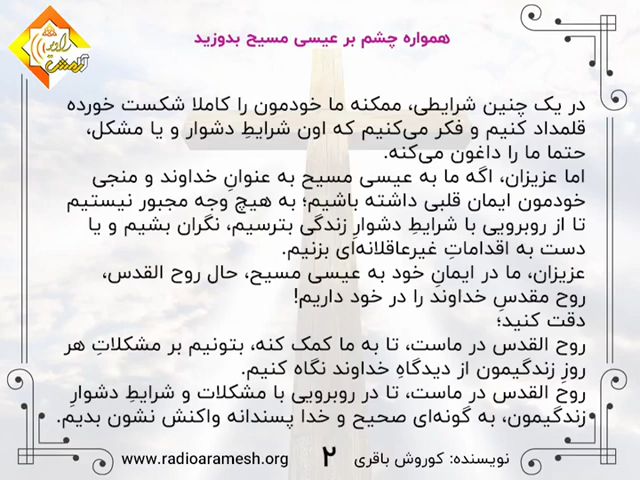 رادیو
آرامش
همواره چشم بر عیسی مسیح بدوزید
در یک چنین شرایطی، ممکنه ما خودمون را کاملا شکست خورده
قلمداد کنیم و فکر می‌کنیم که اون شرایطِ دشوار و یا مشکل،
حتما ما را داغون می‌کنه.
اما عزیزان، اگه ما به عیسی مسیح به عنوانِ خداوند و منجی
خودمون ایمان قلبی داشته باشیم؛ به هیچ وجه مجبور نیستیم
تا از روبرویی با شرایطِ دشوارِ زندگی بترسیم، نگران بشیم و یا
دست به اقداماتِ غیرعاقلانه‌ای بزنیم.
عزیزان، ما در ایمانِ خود به عیسی مسیح، حال روح القدس،
روح مقدسِ خداوند را در خود داریم!
دقت کنید؛
روح القدس در ماست، تا به ما کمک کنه، بتونیم بر مشکلاتِ هر
روزِ زندگیمون از دیدگاهِ خداوند نگاه کنیم.
روح القدس در ماست، تا در روبرویی با مشکلات و شرایطِ دشوارِ
زندگیمون، به گونه‌ای صحیح و خدا پسندانه واکنش نشون بدیم.
نویسنده: کوروش باقری ۲ www.radioaramesh.org